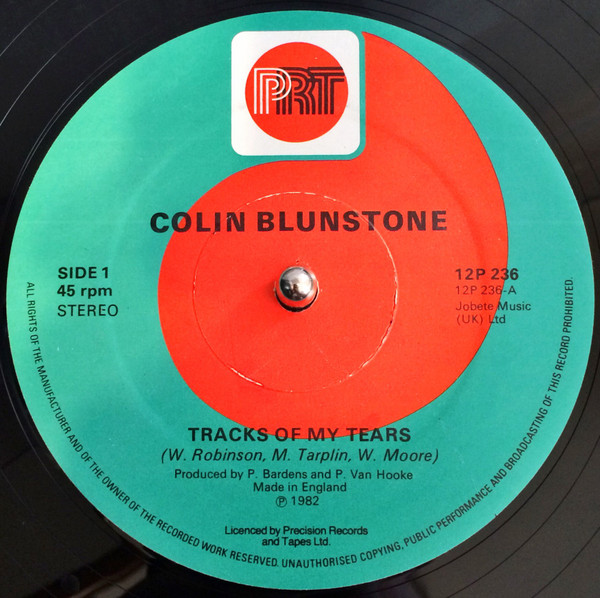 PRT
COLIN BLUNSTONE
SIDE 1
45 rpm
STEREO
12P 236
12P 236-A
Jobete Music
(UK) Ltd
TRACKS OF MY TEARS
(W. Robinson, M. Tarplin, W. Moore)
Produced by P. Bardens and P. Van Hooke
Made in England
℗ 1982
Licenced by Precision Records
and Tapes Ltd.
ALL RIGHTS OF THE MANUFACTURER AND OF THE OWNER OF THE RECORDED WORK RESERVED. UNAUTHORISED COPYING, PUBLIC PERFORMANCE AND BROADCASTING OF THIS RECORD PROHIBITED.